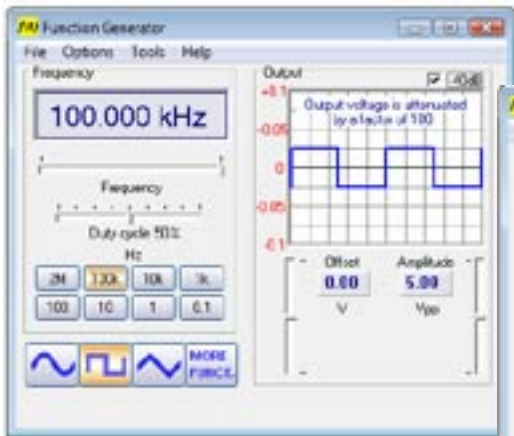 f(t) Function Generator
File Options Tools Help
Frequency
100.000 kHz
Frequency
Duty cycle 50%
Hz
2M 100k 10k 1k
100 10 1 0.1
MORE
FUNCT.
Output
-40dB
+0.1
Output voltage is attenuated
by a factor of 100
-0.05
0
-0.05
-0.1
Offset Amplitude
0.00 5.00
V Vpp